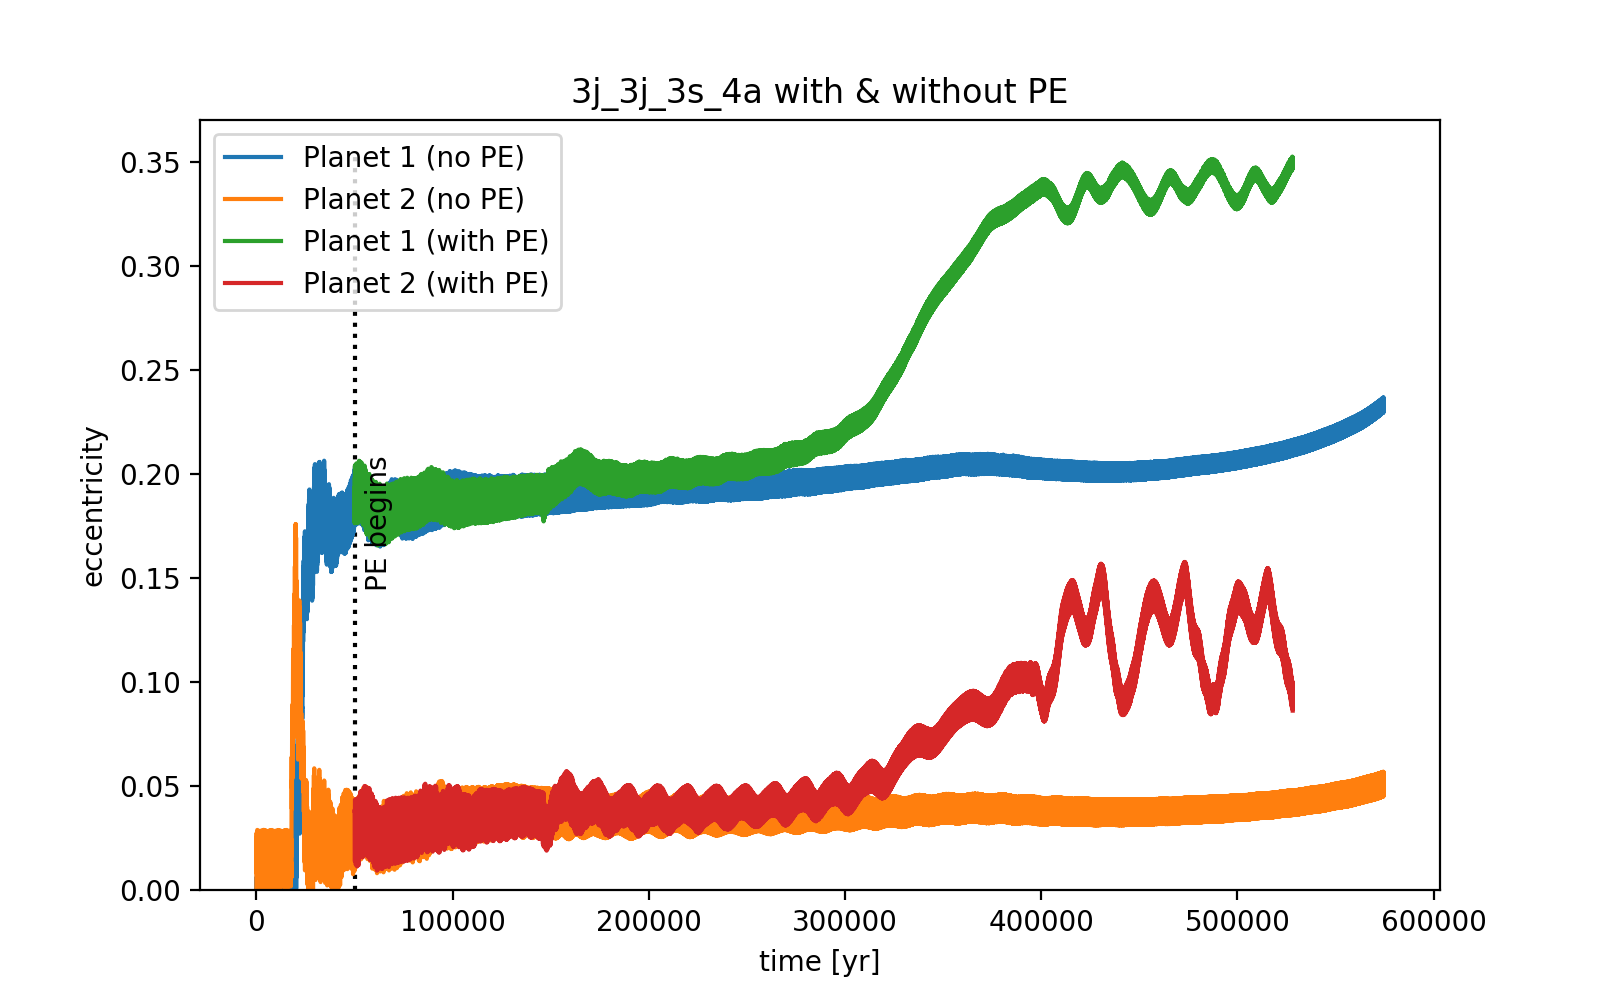 3j_3j_3s_4a with & without PE
Planet 1 (no PE)
Planet 2 (no PE)
Planet 1 (with PE)
Planet 2 (with PE)
PE begins
eccentricity
0.35
0.30
0.25
0.20
0.15
0.10
0.05
0.00
0
100000
200000
300000
400000
500000
600000
time [yr]